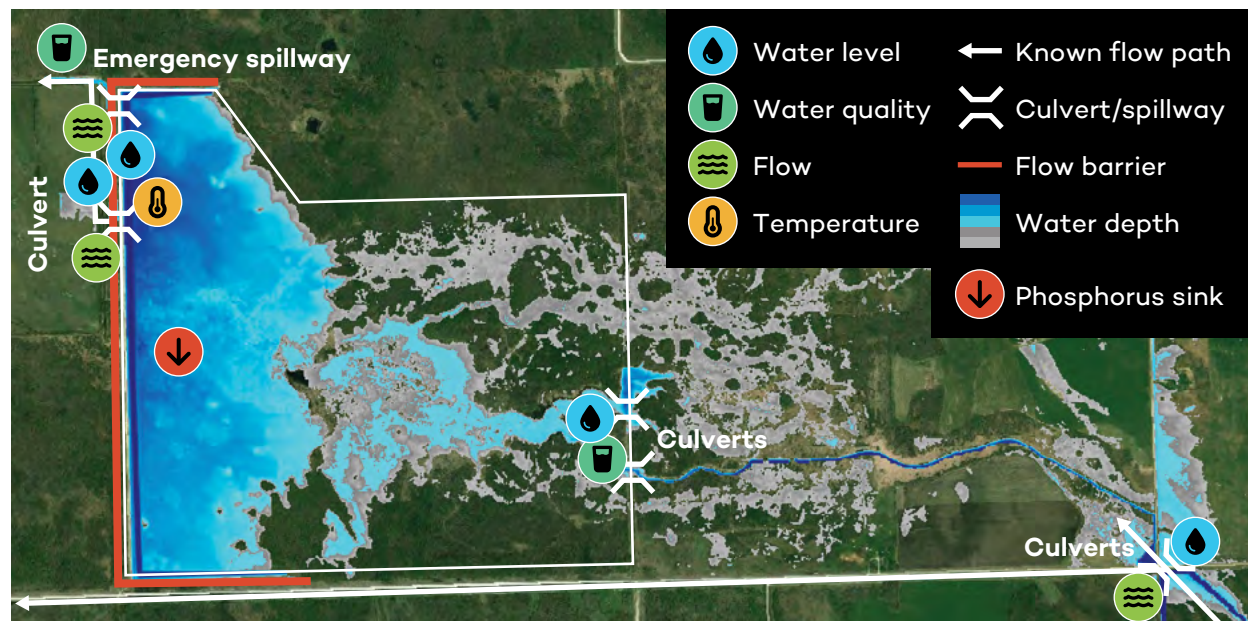 Emergency spillway
Culvert
Culverts
Culverts
Water level
Water quality
Flow
Temperature
Known flow path
Culvert/spillway
Flow barrier
Water depth
Phosphorus sink